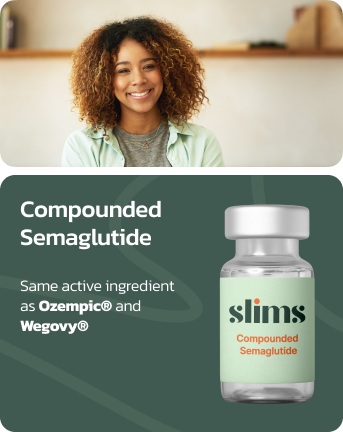 Compounded
Semaglutide
Same active ingredient
as Ozempic® and
Wegovy®
slims
Compounded
Semaglutide